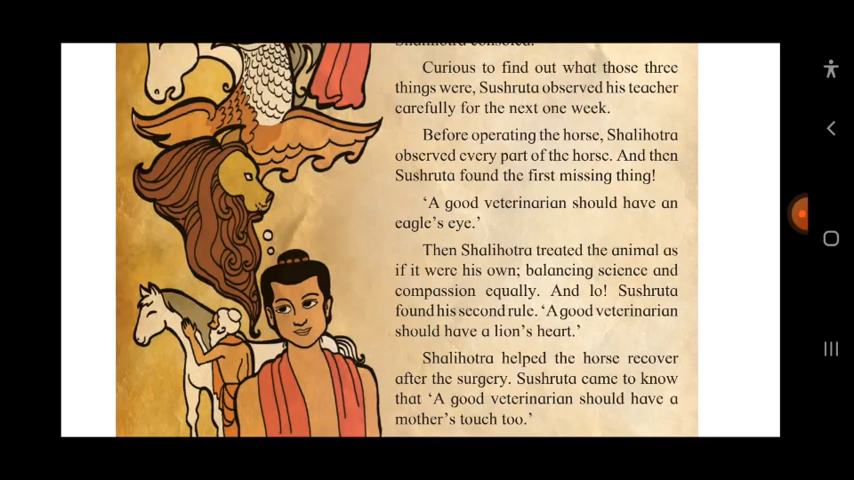 Shalihotra consoled.
Curious to find out what those three
things were, Sushruta observed his teacher
carefully for the next one week.
Before operating the horse, Shalihotra
observed every part of the horse. And then
Sushruta found the first missing thing!
‘A good veterinarian should have an
eagle’s eye.’
Then Shalihotra treated the animal as
if it were his own; balancing science and
compassion equally. And lo! Sushruta
found his second rule. ‘A good veterinarian
should have a lion’s heart.’
Shalihotra helped the horse recover
after the surgery. Sushruta came to know
that ‘A good veterinarian should have a
mother’s touch too.’